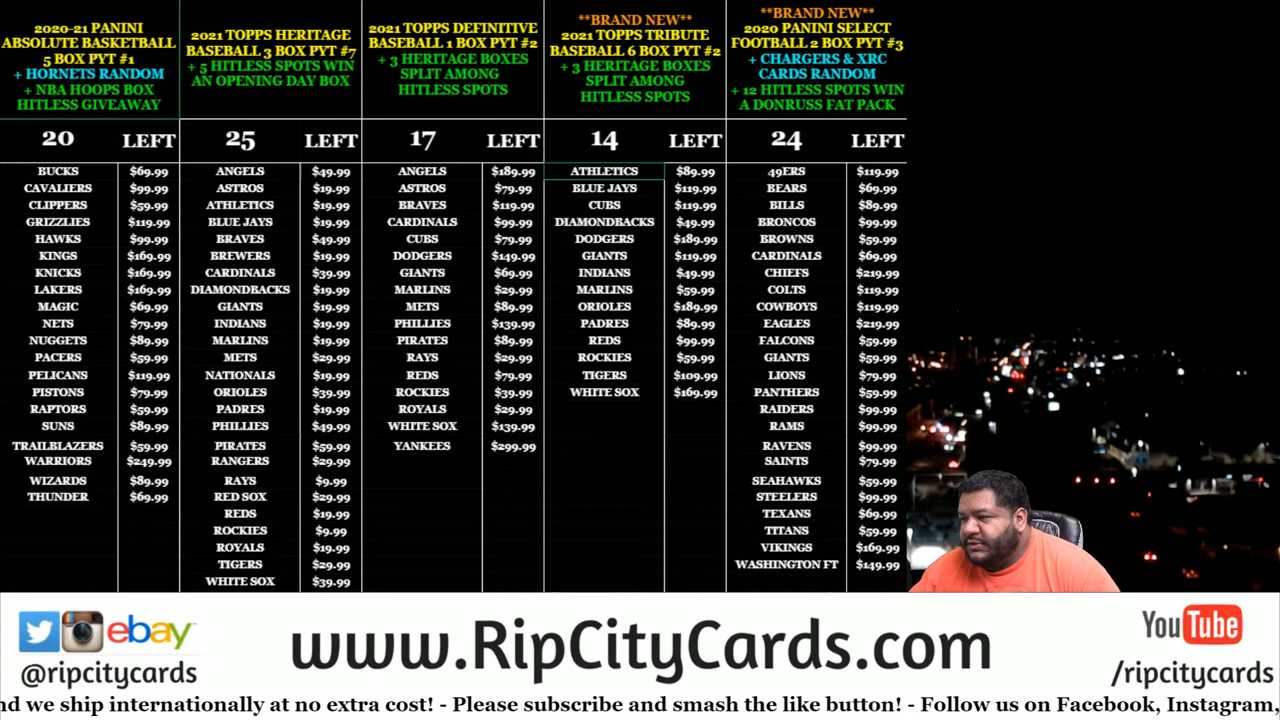 2020-21 PANINI
ABSOLUTE BASKETBALL
5 BOX PYT #1
+ HORNETS RANDOM
+ NBA HOOPS BOX
HITLESS GIVEAWAY
20 LEFT
BUCKS $69.99
CAVALIERS $99.99
CLIPPERS $59.99
GRIZZLIES $119.99
HAWKS $99.99
KINGS $169.99
KNICKS $169.99
LAKERS $169.99
MAGIC $69.99
NETS $79.99
NUGGETS $89.99
PACERS $59.99
PELICANS $119.99
PISTONS $79.99
RAPTORS $59.99
SUNS $89.99
TRAILBLAZERS $59.99
WARRIORS $249.99
WIZARDS $89.99
THUNDER $69.99
2021 TOPPS HERITAGE
BASEBALL 3 BOX PYT #7
+ 5 HITLESS SPOTS WIN
AN OPENING DAY BOX
25 LEFT
ANGELS $49.99
ASTROS $19.99
ATHLETICS $19.99
BLUE JAYS $19.99
BRAVES $49.99
BREWERS $19.99
CARDINALS $39.99
DIAMONDBACKS $19.99
GIANTS $19.99
INDIANS $19.99
MARLINS $19.99
METS $29.99
NATIONALS $19.99
ORIOLES $39.99
PADRES $19.99
PHILLIES $49.99
PIRATES $59.99
RANGERS $29.99
RAYS $9.99
RED SOX $29.99
REDS $19.99
ROCKIES $9.99
ROYALS $19.99
TIGERS $29.99
WHITE SOX $39.99
2021 TOPPS DEFINITIVE
BASEBALL 1 BOX PYT #2
+ 3 HERITAGE BOXES
SPLIT AMONG
HITLESS SPOTS
17 LEFT
ANGELS $189.99
ASTROS $79.99
BRAVES $119.99
CARDINALS $99.99
CUBS $79.99
DODGERS $149.99
GIANTS $69.99
MARLINS $29.99
METS $89.99
PHILLIES $139.99
PIRATES $89.99
RAYS $29.99
REDS $79.99
ROCKIES $39.99
ROYALS $29.99
WHITE SOX $139.99
YANKEES $299.99
**BRAND NEW**
2021 TOPPS TRIBUTE
BASEBALL 6 BOX PYT #2
+ 3 HERITAGE BOXES
SPLIT AMONG
HITLESS SPOTS
14 LEFT
ATHLETICS $89.99
BLUE JAYS $119.99
CUBS $119.99
DIAMONDBACKS $49.99
DODGERS $189.99
GIANTS $119.99
INDIANS $49.99
MARLINS $59.99
ORIOLES $189.99
PADRES $89.99
REDS $99.99
ROCKIES $59.99
TIGERS $109.99
WHITE SOX $169.99
**BRAND NEW**
2020 PANINI SELECT
FOOTBALL 2 BOX PYT #3
+ CHARGERS & XRC
CARDS RANDOM
+ 12 HITLESS SPOTS WIN
A DONRUSS FAT PACK
24 LEFT
49ERS $119.99
BEARS $69.99
BILLS $89.99
BRONCOS $99.99
BROWNS $59.99
CARDINALS $69.99
CHIEFS $219.99
COLTS $119.99
COWBOYS $119.99
EAGLES $219.99
FALCONS $59.99
GIANTS $59.99
LIONS $79.99
PANTHERS $59.99
RAIDERS $99.99
RAMS $99.99
RAVENS $99.99
SAINTS $79.99
SEAHAWKS $59.99
STEELERS $99.99
TEXANS $69.99
TITANS $59.99
VIKINGS $169.99
WASHINGTON FT $149.99
ebay
@ripcitycards
www.RipCityCards.com
YouTube
/ripcitycards
nd we ship internationally at no extra cost! - Please subscribe and smash the like button! - Follow us on Facebook, Instagram,